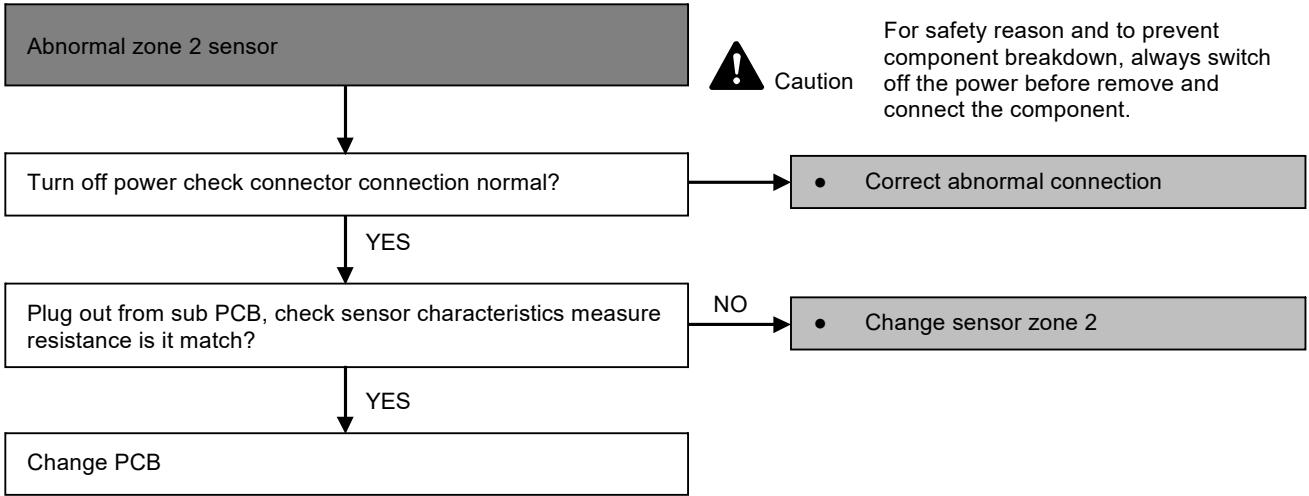 Abnormal zone 2 sensor
Caution
For safety reason and to prevent
component breakdown, always switch
off the power before remove and
connect the component.
Turn off power check connector connection normal?
● Correct abnormal connection
YES
Plug out from sub PCB, check sensor characteristics measure
resistance is it match?
NO
● Change sensor zone 2
YES
Change PCB